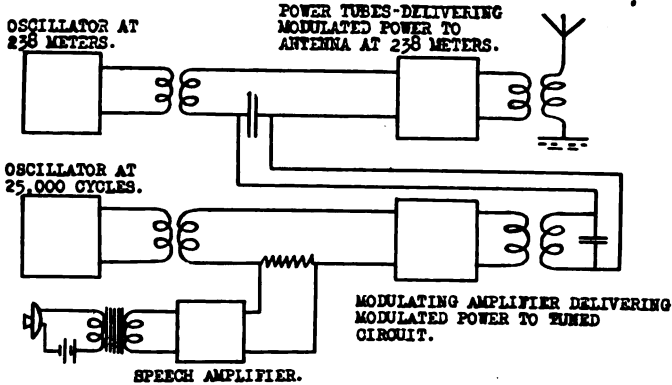 OSCILLATOR AT
238 METERS.
POWER TUBES-DELIVERING
MODULATED POWER TO
ANTENNA AT 238 METERS.
OSCILLATOR AT
25,000 CYCLES.
MODULATING AMPLIFIER DELIVERING
MODULATED POWER TO TUNED
CIRCUIT.
SPEECH AMPLIFIER.